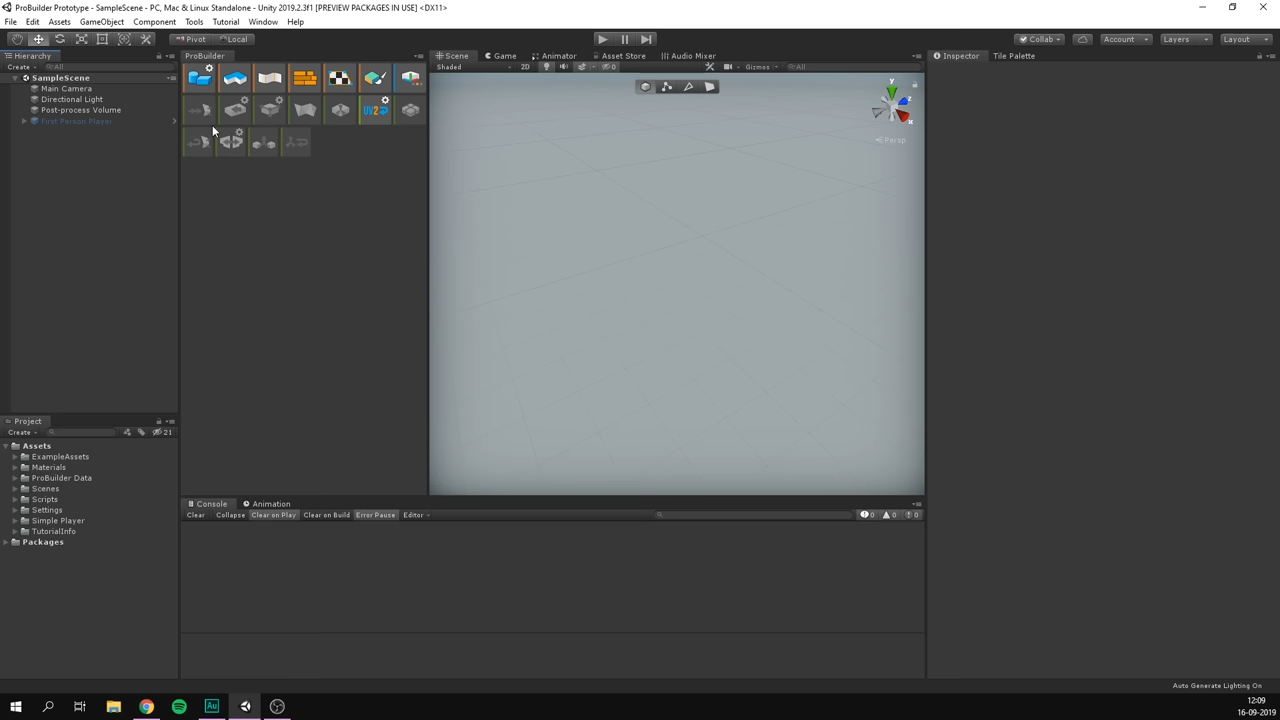 ProBuilder Prototype - SampleScene - PC, Mac & Linux Standalone - Unity 2019.2.3f1 [PREVIEW PACKAGES IN USE] <DX11>
File Edit Assets GameObject Component Tools Tutorial Window Help
Pivot Local Collab Account Layers Layout
Hierarchy ProBuilder Scene Game Animator Asset Store Audio Mixer Inspector Tile Palette
Create All Shaded 2D 0 Gizmos All
SampleScene
Main Camera
Directional Light
Post-process Volume
First Person Player
UV2
y
x
Persp
Project
Create 21
Assets
ExampleAssets
Materials
ProBuilder Data
Scenes
Scripts
Settings
Simple Player
TutorialInfo
Packages
Console Animation
Clear Collapse Clear on Play Clear on Build Error Pause Editor 0 0 0
Auto Generate Lighting On
Au
12:09
16-09-2019